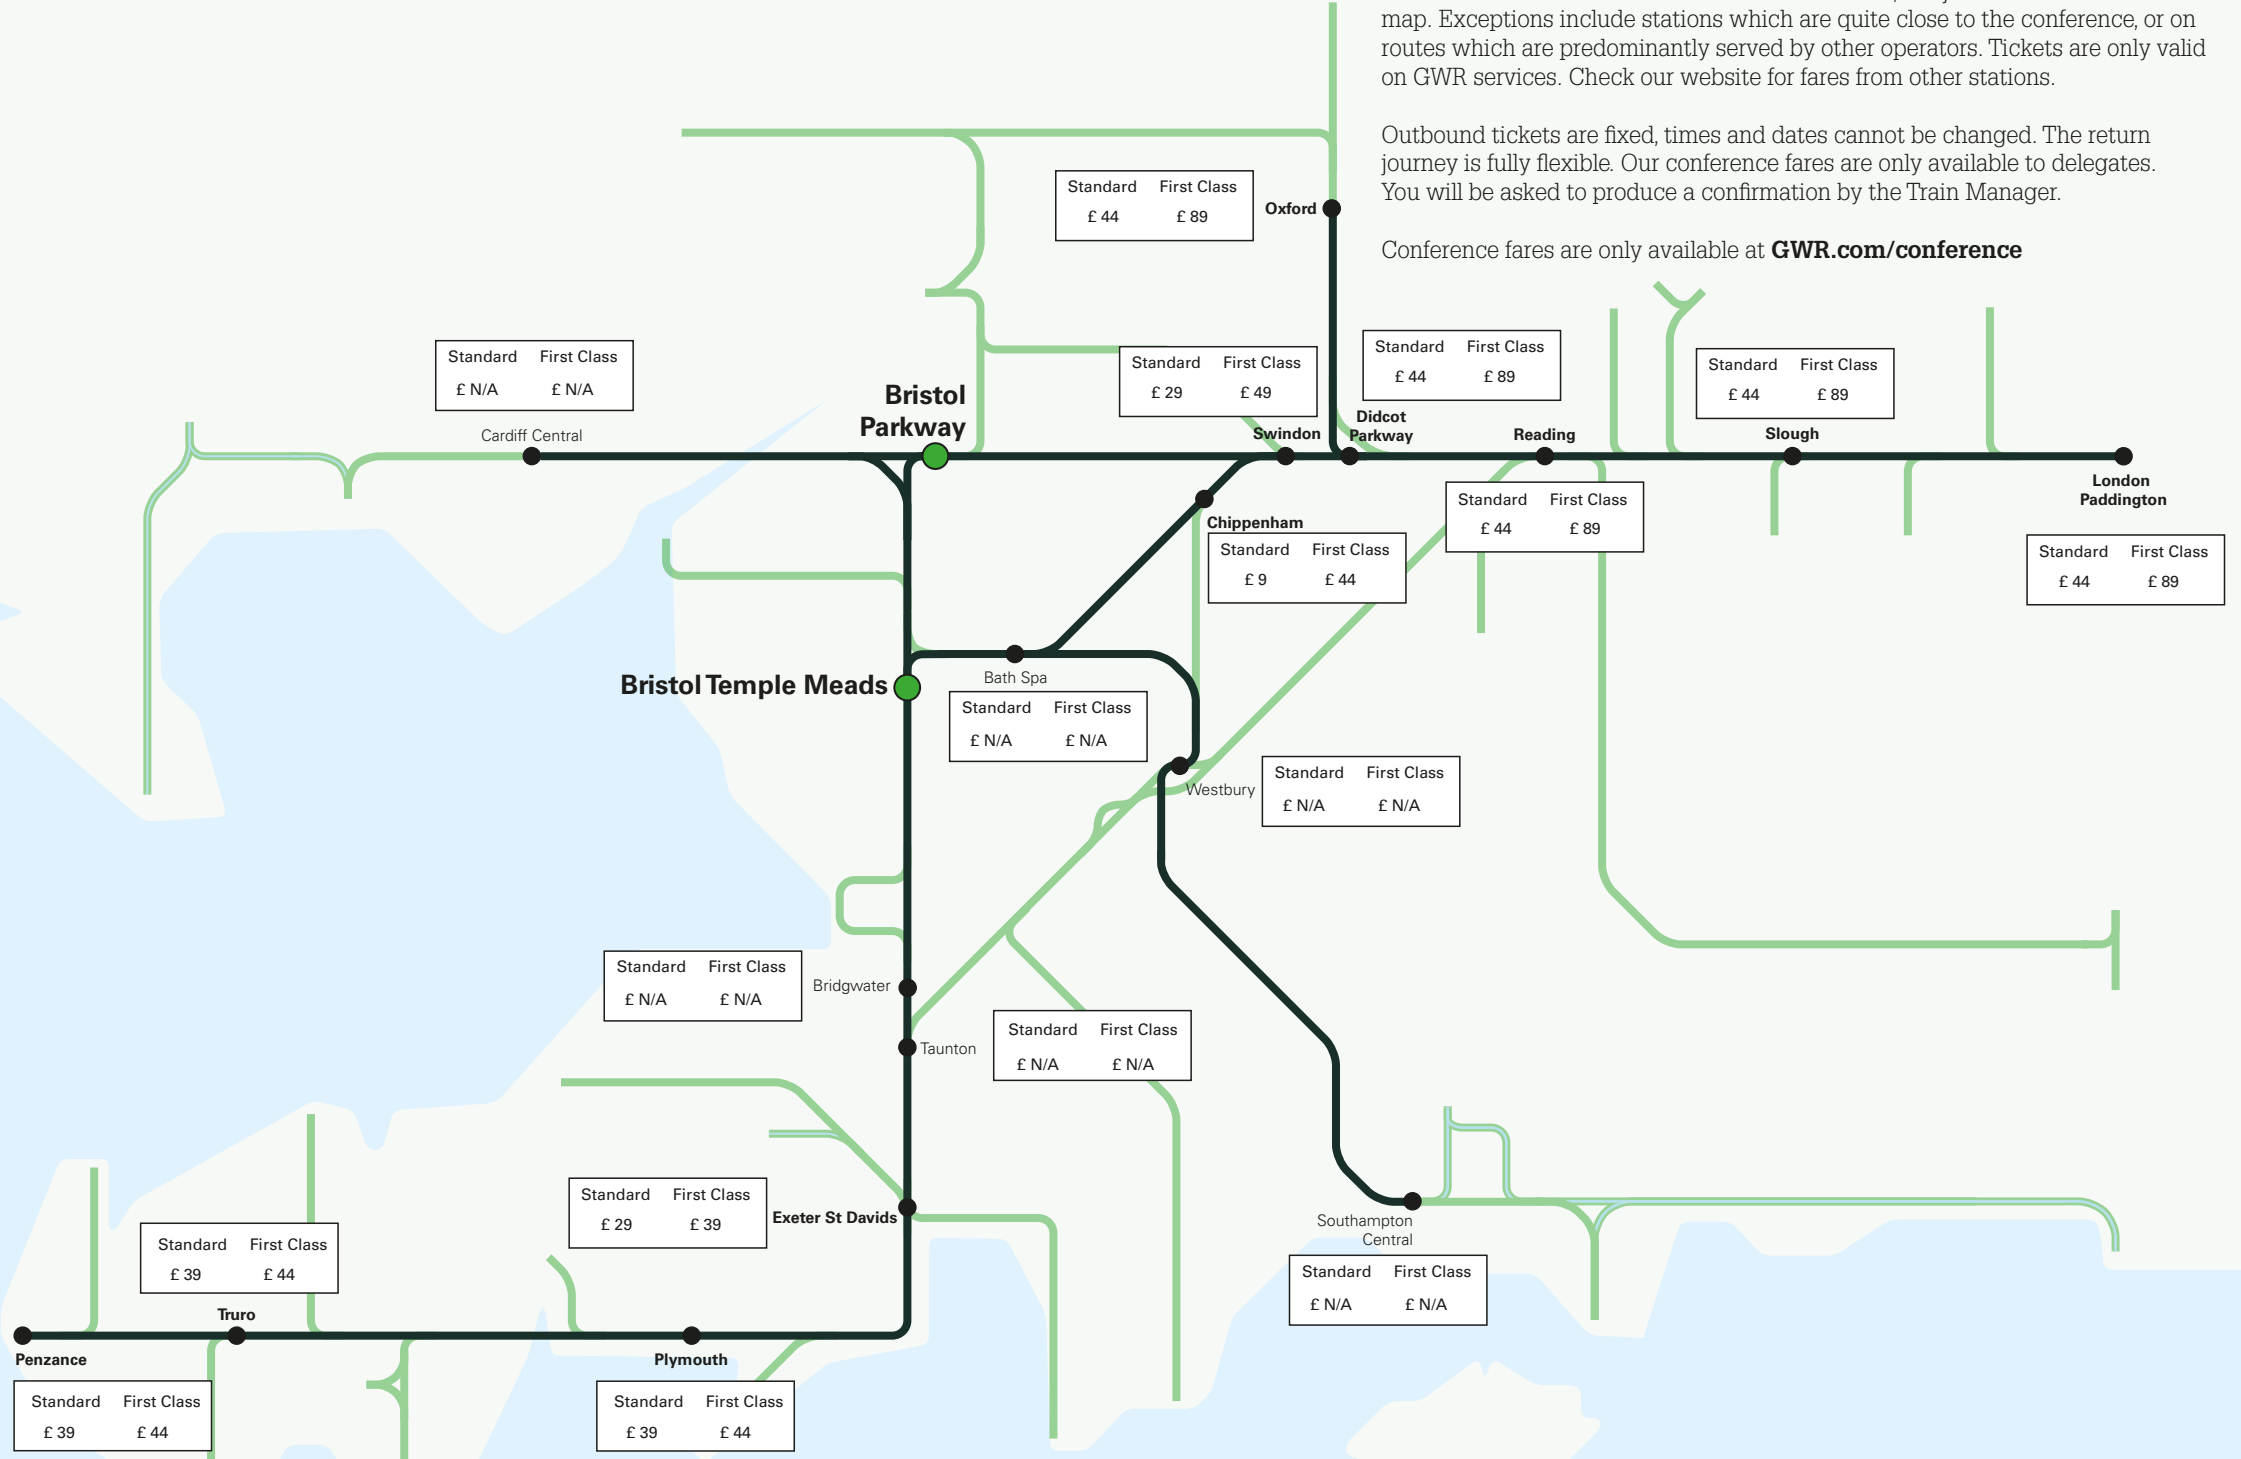 map. Exceptions include stations which are quite close to the conference, or on
routes which are predominantly served by other operators. Tickets are only valid
on GWR services. Check our website for fares from other stations.
Outbound tickets are fixed, times and dates cannot be changed. The return
journey is fully flexible. Our conference fares are only available to delegates.
You will be asked to produce a confirmation by the Train Manager.
Conference fares are only available at GWR.com/conference
Standard First Class
£ 44 £ 89
Oxford
Standard First Class
£ N/A £ N/A
Cardiff Central
Bristol
Parkway
Standard First Class
£ 29 £ 49
Swindon
Standard First Class
£ 44 £ 89
Didcot
Parkway
Reading
Standard First Class
£ 44 £ 89
Standard First Class
£ 44 £ 89
Slough
London
Paddington
Standard First Class
£ 44 £ 89
Chippenham
Standard First Class
£ 9 £ 44
Bristol Temple Meads
Bath Spa
Standard First Class
£ N/A £ N/A
Westbury
Standard First Class
£ N/A £ N/A
Standard First Class
£ N/A £ N/A
Bridgwater
Taunton
Standard First Class
£ N/A £ N/A
Standard First Class
£ 29 £ 39
Exeter St Davids
Southampton
Central
Standard First Class
£ N/A £ N/A
Standard First Class
£ 39 £ 44
Truro
Penzance
Standard First Class
£ 39 £ 44
Plymouth
Standard First Class
£ 39 £ 44